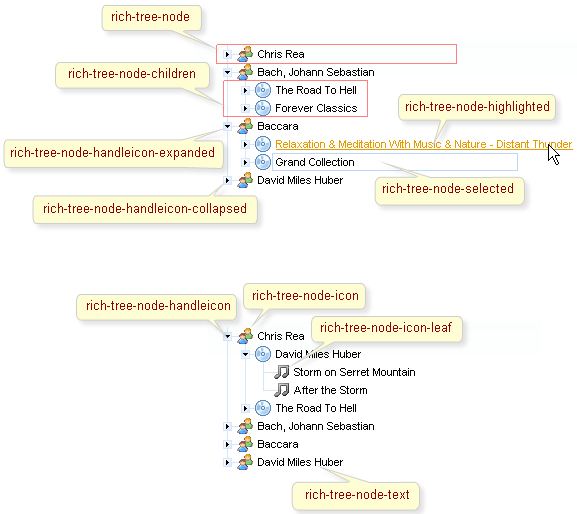 rich-tree-node
Chris Rea
rich-tree-node-children
Bach, Johann Sebastian
The Road To Hell
Forever Classics
rich-tree-node-highlighted
Baccara
rich-tree-node-handleicon-expanded
Relaxation & Meditation With Music & Nature - Distant Thunder
Grand Collection
David Miles Huber
rich-tree-node-selected
rich-tree-node-handleicon-collapsed
rich-tree-node-icon
rich-tree-node-handleicon
rich-tree-node-icon-leaf
Chris Rea
David Miles Huber
Storm on Serret Mountain
After the Storm
The Road To Hell
Bach, Johann Sebastian
Baccara
David Miles Huber
rich-tree-node-text